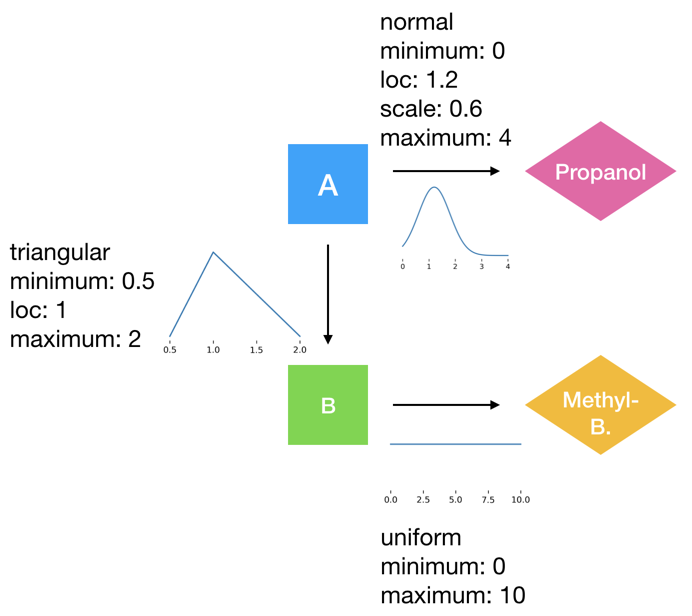 normal
minimum: 0
loc: 1.2
scale: 0.6
maximum: 4
A
Propanol
0 1 2 3 4
triangular
minimum: 0.5
loc: 1
maximum: 2
0.5 1.0 1.5 2.0
B
Methyl-
B.
0.0 2.5 5.0 7.5 10.0
uniform
minimum: 0
maximum: 10